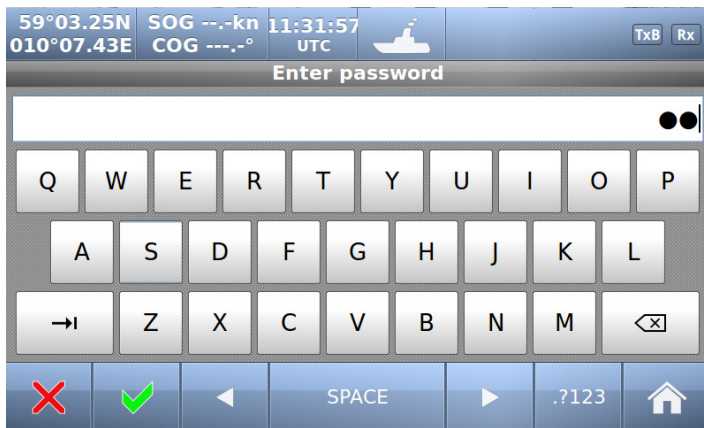 59°03.25N SOG --.-kn 11:31:57
010°07.43E COG ---.-° UTC TxB Rx
Enter password
●●
Q W E R T Y U I O P
A S D F G H J K L
Z X C V B N M
SPACE .?123